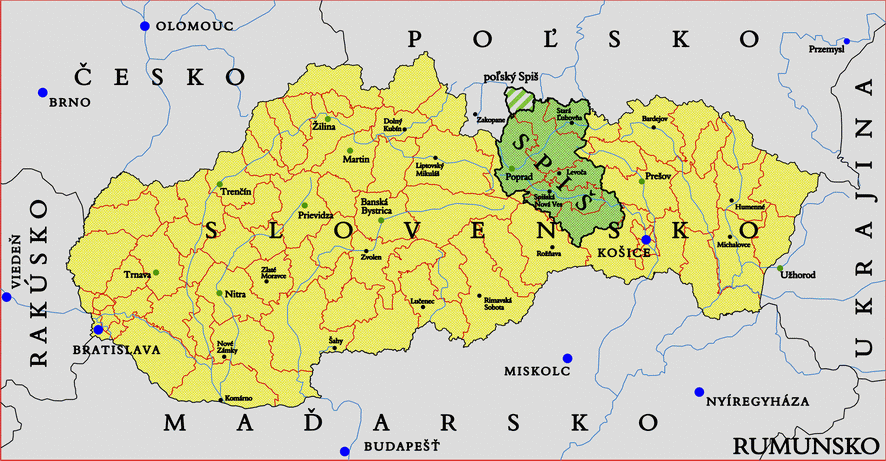 OLOMOUC
POĽSKO
Przemysl
ČESKO
poľský Spiš
BRNO
Zakopane
Stará
Ľubovňa
Bardejov
Žilina
Dolný
Kubín
Martin
Liptovský
Mikuláš
SPIŠ
Poprad
Levoča
Prešov
Trenčín
Spišská
Nová Ves
Prievidza
Banská
Bystrica
Humenné
SLOVENSKO
Michalovce
Zvolen
Rožňava
KOŠICE
VIEDEŇ
RAKÚSKO
UKRAJINA
Trnava
Zlaté
Moravce
Užhorod
Nitra
Lučenec
Rimavská
Sobota
BRATISLAVA
Nové
Zámky
Šahy
MISKOLC
Komárno
NYÍREGYHÁZA
MAĎARSKO
BUDAPEŠŤ
RUMUNSKO